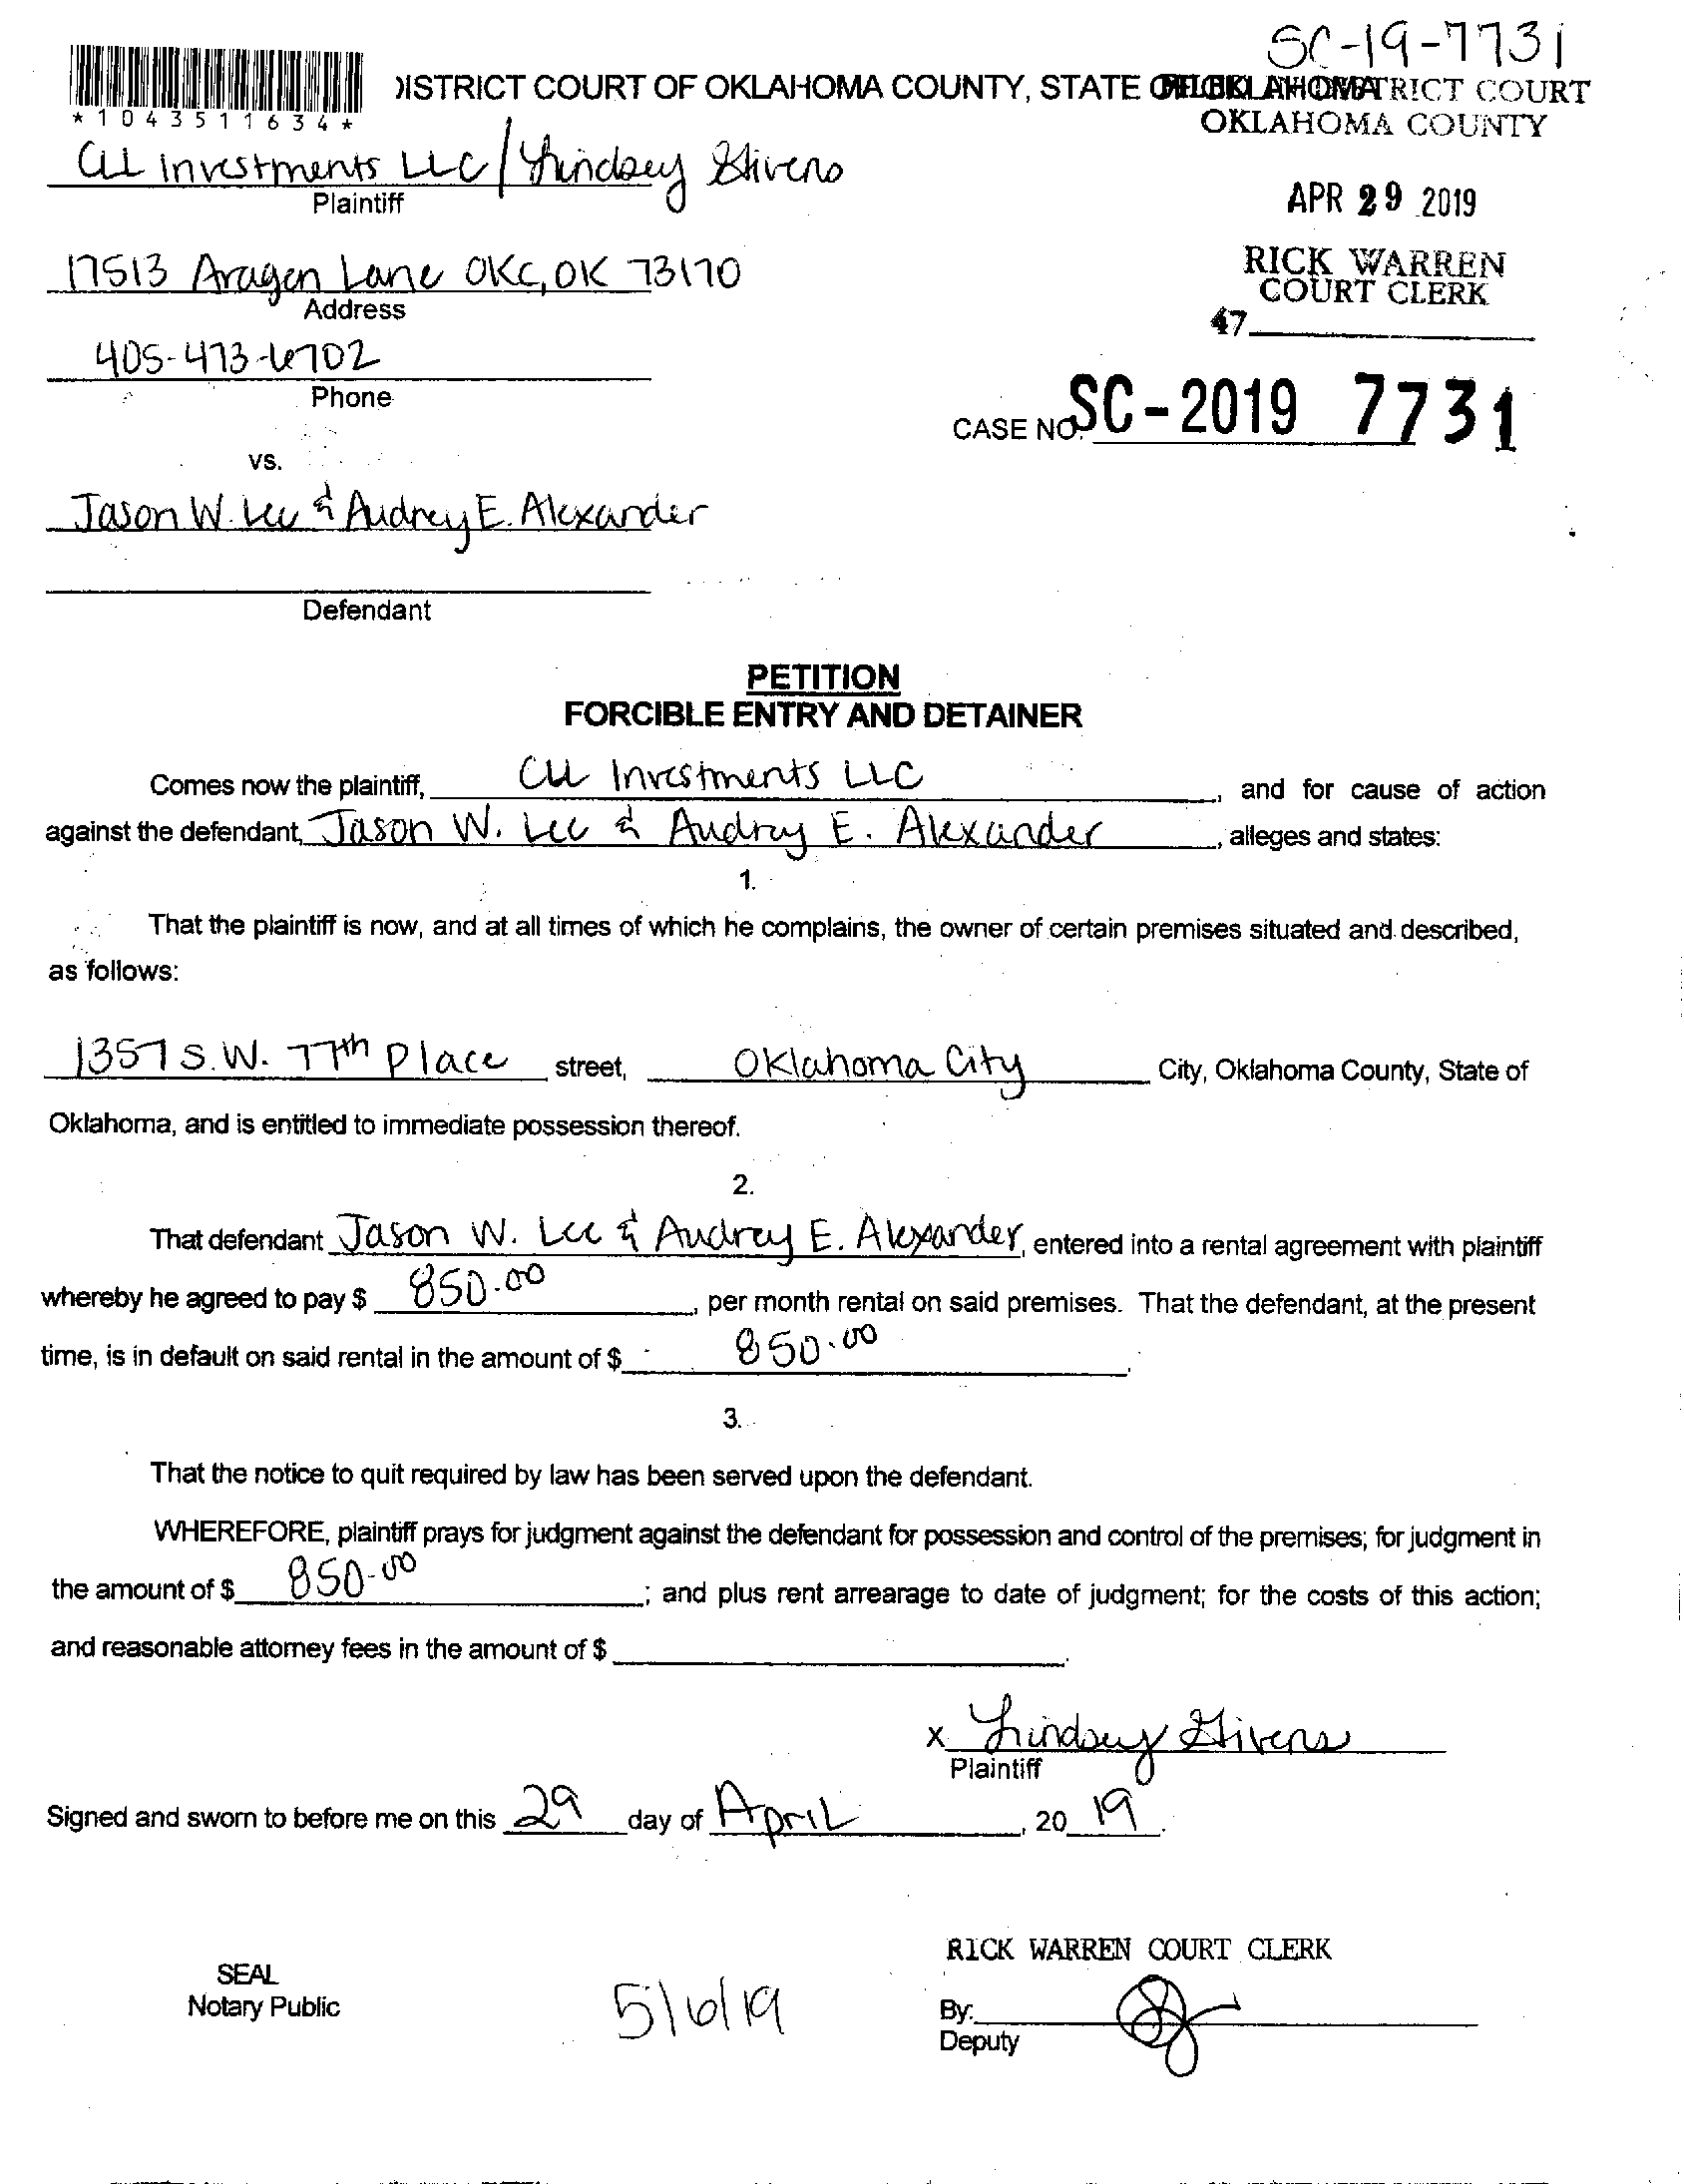 SC-19-7731
DISTRICT COURT OF OKLAHOMA COUNTY, STATE OF OKLAHOMA
DISTRICT COURT
OKLAHOMA COUNTY
*1043511634*
Investments LLC / Lindsey Stivens
Plaintiff
APR 29 2019
RICK WARREN
COURT CLERK
47
17513 Aragon Lane OKC, OK 73170
Address
405-473-6702
Phone
CASE NO. SC-2019 7731
vs.
Jason W. Lee & Audrey E. Alexander
Defendant
PETITION
FORCIBLE ENTRY AND DETAINER
Comes now the plaintiff, Investments LLC, and for cause of action
against the defendant, Jason W. Lee & Audrey E. Alexander, alleges and states:
1.
That the plaintiff is now, and at all times of which he complains, the owner of certain premises situated and described,
as follows:
1357 S.W. 77th Place street, Oklahoma City City, Oklahoma County, State of
Oklahoma, and is entitled to immediate possession thereof.
2.
That defendant Jason W. Lee & Audrey E. Alexander, entered into a rental agreement with plaintiff
whereby he agreed to pay $ 850.00, per month rental on said premises. That the defendant, at the present
time, is in default on said rental in the amount of $ 850.00.
3.
That the notice to quit required by law has been served upon the defendant.
WHEREFORE, plaintiff prays for judgment against the defendant for possession and control of the premises; for judgment in
the amount of $ 850.00; and plus rent arrearage to date of judgment; for the costs of this action;
and reasonable attorney fees in the amount of $
x Lindsey Stivens
Plaintiff
Signed and sworn to before me on this 29 day of April, 20 19.
RICK WARREN COURT CLERK
SEAL
Notary Public
5/6/19
By:
Deputy